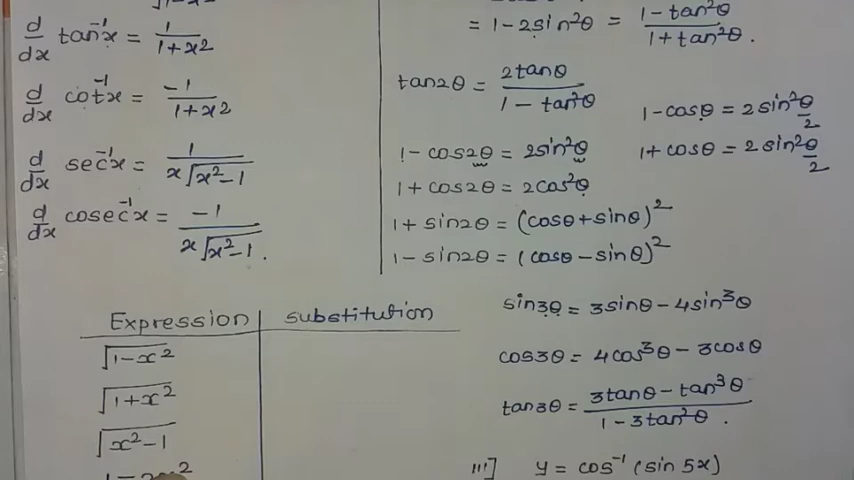 d/dx tan⁻¹x = 1/(1+x²)
d/dx cot⁻¹x = -1/(1+x²)
d/dx sec⁻¹x = 1/(x√(x²-1))
d/dx cosec⁻¹x = -1/(x√(x²-1)).
= 1-2sin²θ = (1-tan²θ)/(1+tan²θ).
tan2θ = 2tanθ/(1-tan²θ)
1-cos2θ = 2sin²θ
1+cos2θ = 2cos²θ
1+sin2θ = (cosθ+sinθ)²
1-sin2θ = (cosθ-sinθ)²
1-cosθ = 2sin²θ/2
1+cosθ = 2sin²θ/2
Expression | substitution
√(1-x²)
√(1+x²)
√(x²-1)
sin3θ = 3sinθ-4sin³θ
cos3θ = 4cos³θ-3cosθ
tan3θ = (3tanθ-tan³θ)/(1-3tan²θ).
111] y = cos⁻¹(sin 5x)